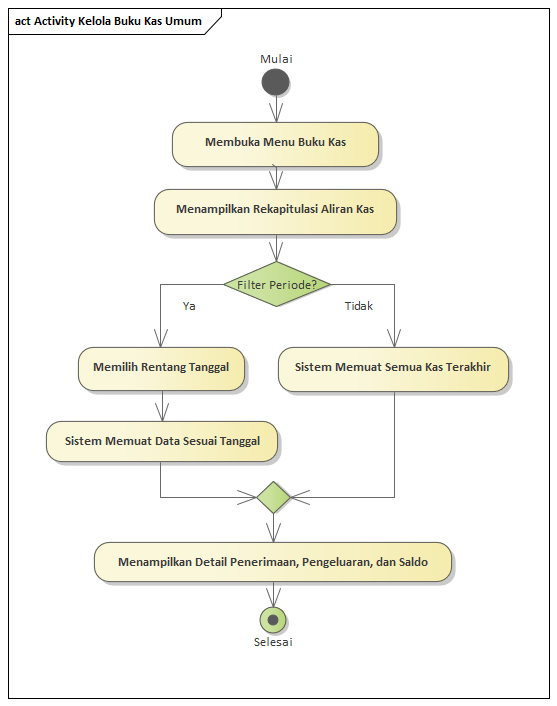 act Activity Kelola Buku Kas Umum
Mulai
Membuka Menu Buku Kas
Menampilkan Rekapitulasi Aliran Kas
Filter Periode?
Ya
Tidak
Memilih Rentang Tanggal
Sistem Memuat Semua Kas Terakhir
Sistem Memuat Data Sesuai Tanggal
Menampilkan Detail Penerimaan, Pengeluaran, dan Saldo
Selesai